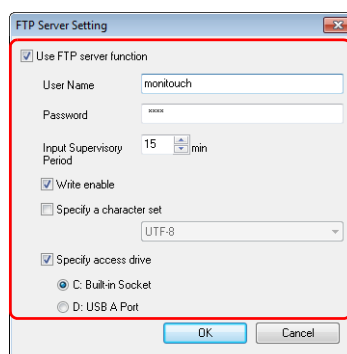 FTP Server Setting
Use FTP server function
User Name monitouch
Password ****
Input Supervisory Period 15 min
Write enable
Specify a character set
UTF-8
Specify access drive
C: Built-in Socket
D: USB A Port
OK Cancel